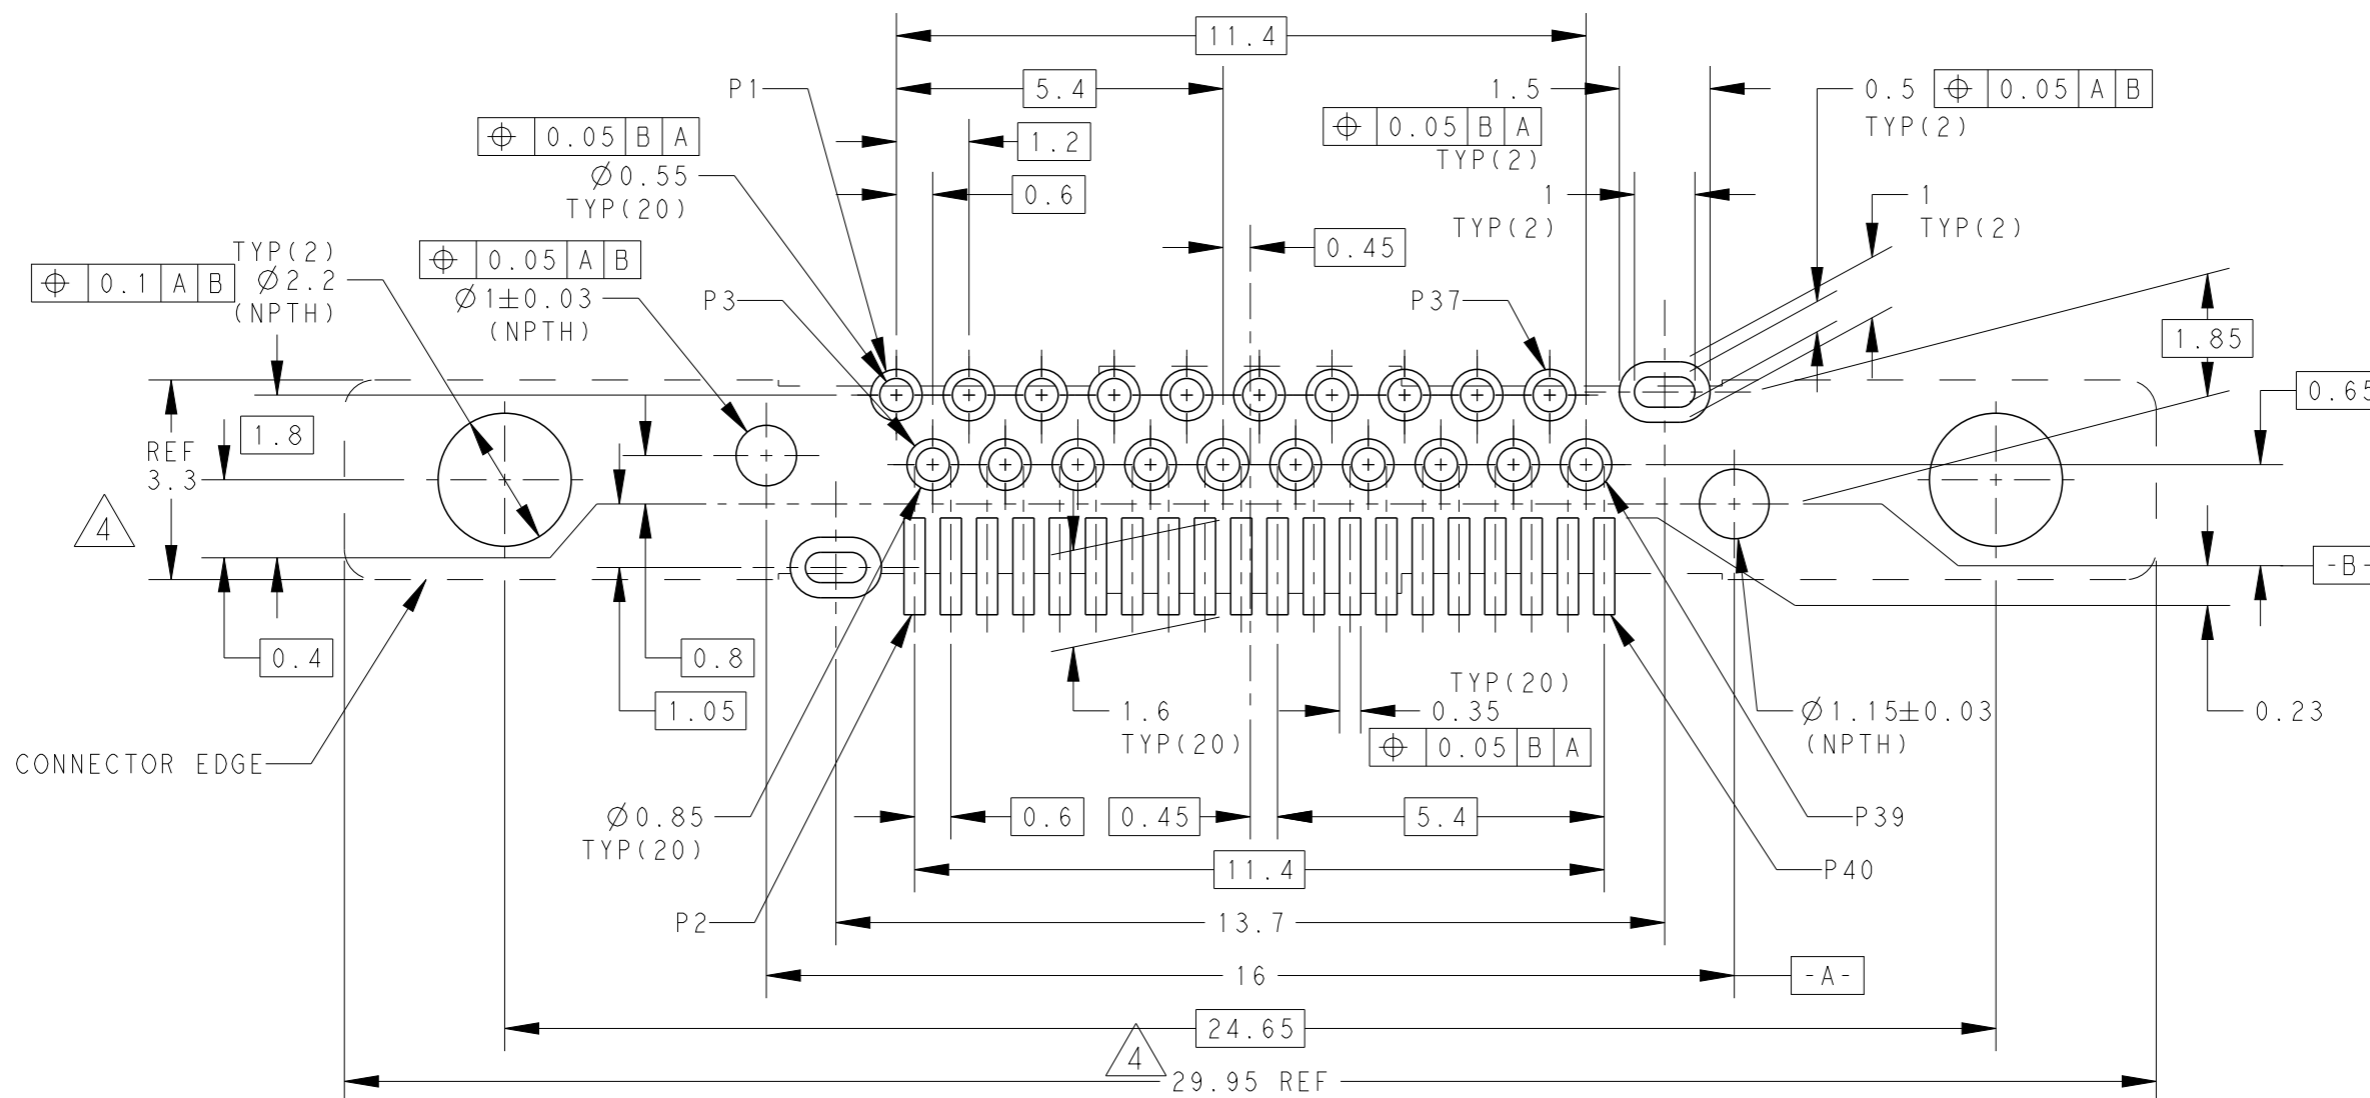 11.4
5.4
P1
1.5
0.5 ⌖ 0.05 A B
TYP(2)
⌖ 0.05 B A
Ø0.55
TYP(20)
1.2
⌖ 0.05 B A
TYP(2)
0.6
1
TYP(2)
1
TYP(2)
TYP(2)
⌖ 0.1 A B Ø2.2
(NPTH)
⌖ 0.05 A B
Ø1±0.03
(NPTH)
0.45
P3
P37
1.85
0.65
1.8
REF
3.3
4
-B-
0.4
0.8
1.05
TYP(20)
0.35
⌖ 0.05 B A
1.6
TYP(20)
Ø1.15±0.03
(NPTH)
0.23
CONNECTOR EDGE
Ø0.85
TYP(20)
0.6
0.45
5.4
P39
11.4
P40
P2
13.7
16
-A-
24.65
4
29.95 REF